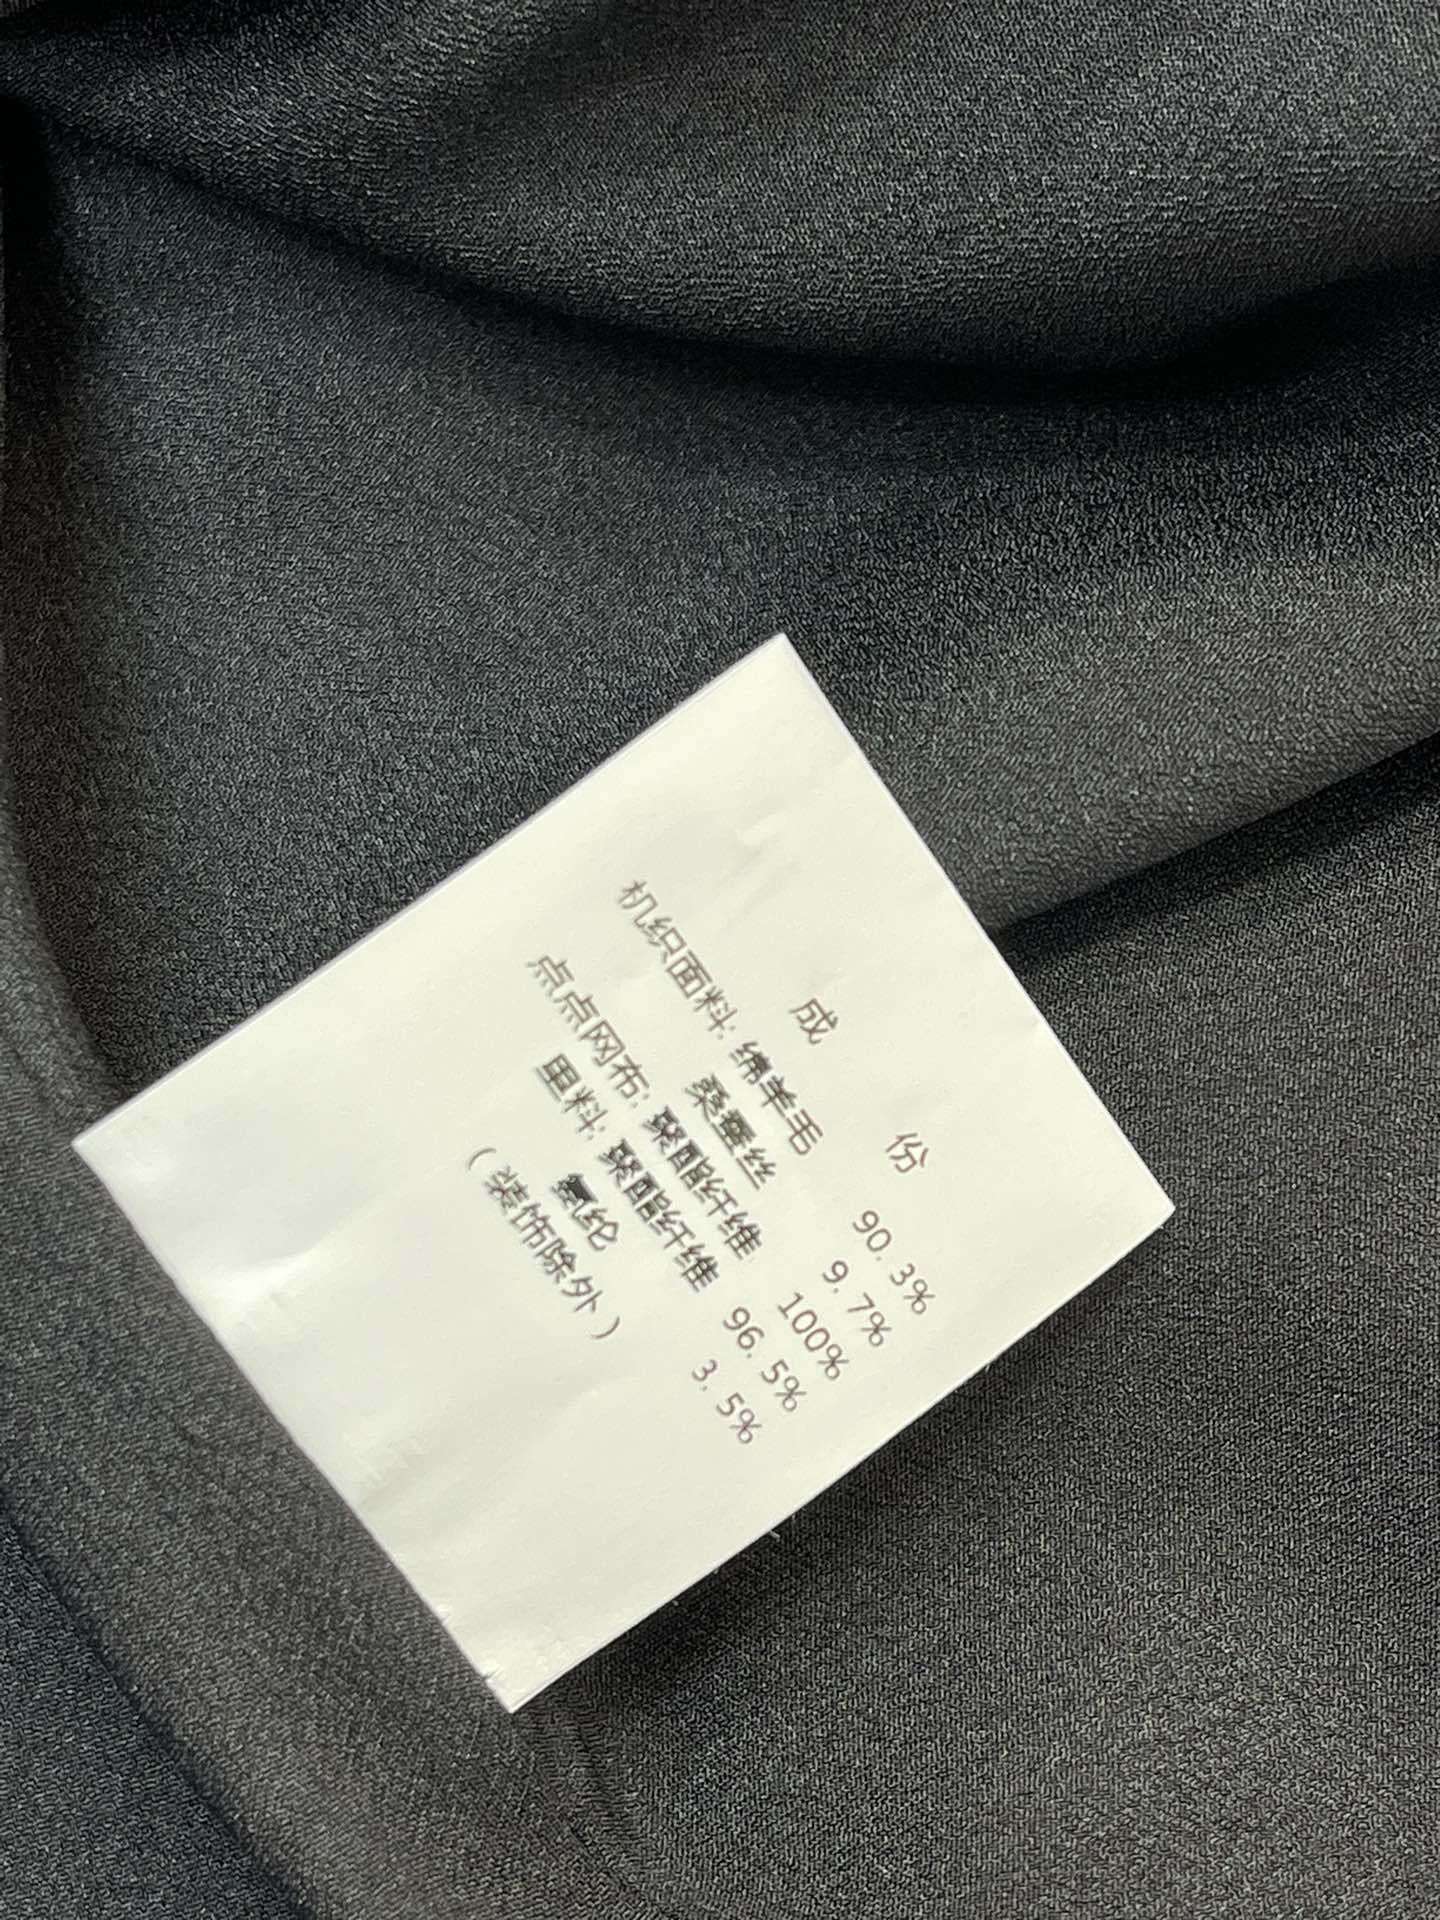 成 份
机织面料: 绵羊毛 90.3%
桑蚕丝 9.7%
点点网布: 聚酯纤维 100%
里料: 聚酯纤维 96.5%
氨纶 3.5%
(装饰除外)